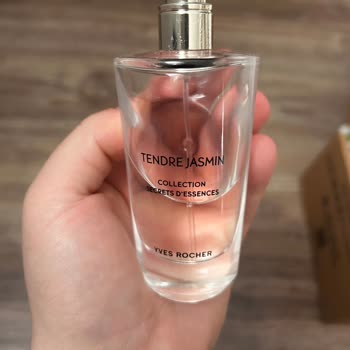 TENDRE JASMIN
COLLECTION
SECRETS D'ESSENCES
YVES ROCHER